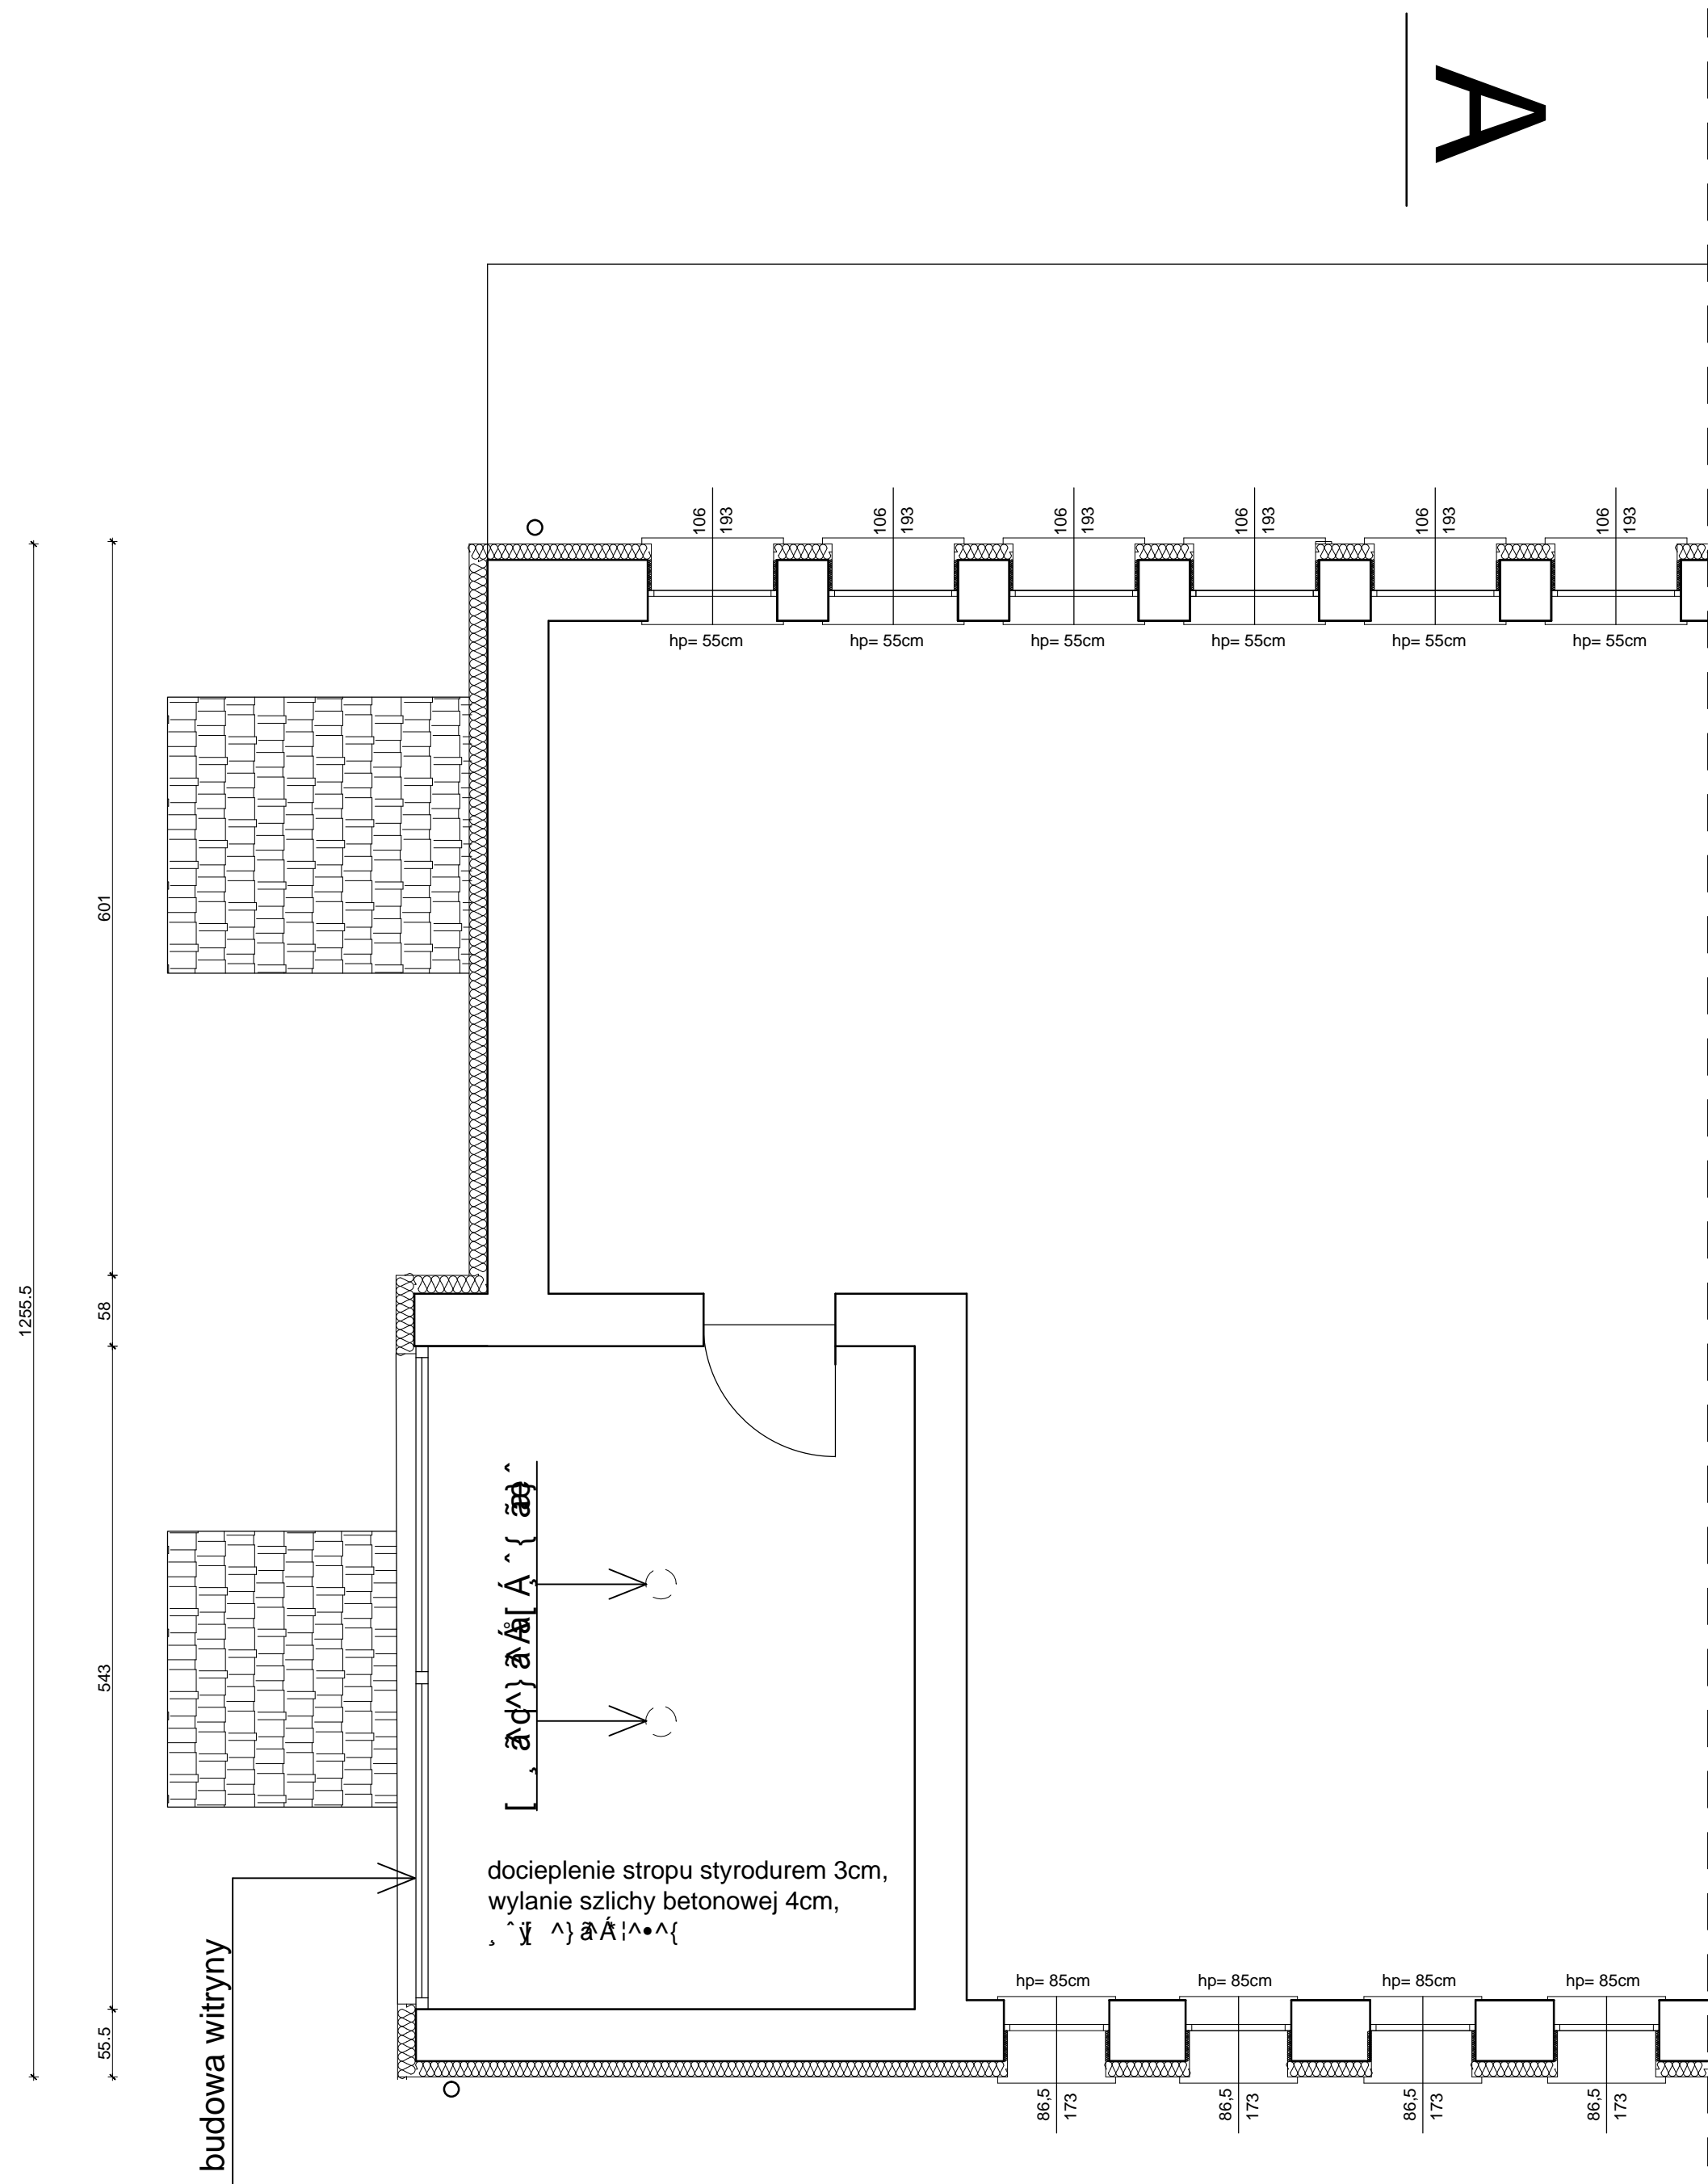 A
106
193
106
193
106
193
106
193
106
193
106
193
hp= 55cm
hp= 55cm
hp= 55cm
hp= 55cm
hp= 55cm
hp= 55cm
601
1255.5
58
543
55.5
docieplenie stropu styrodurem 3cm,
wylanie szlichy betonowej 4cm,
budowa witryny
hp= 85cm
hp= 85cm
hp= 85cm
hp= 85cm
86,5
173
86,5
173
86,5
173
86,5
173